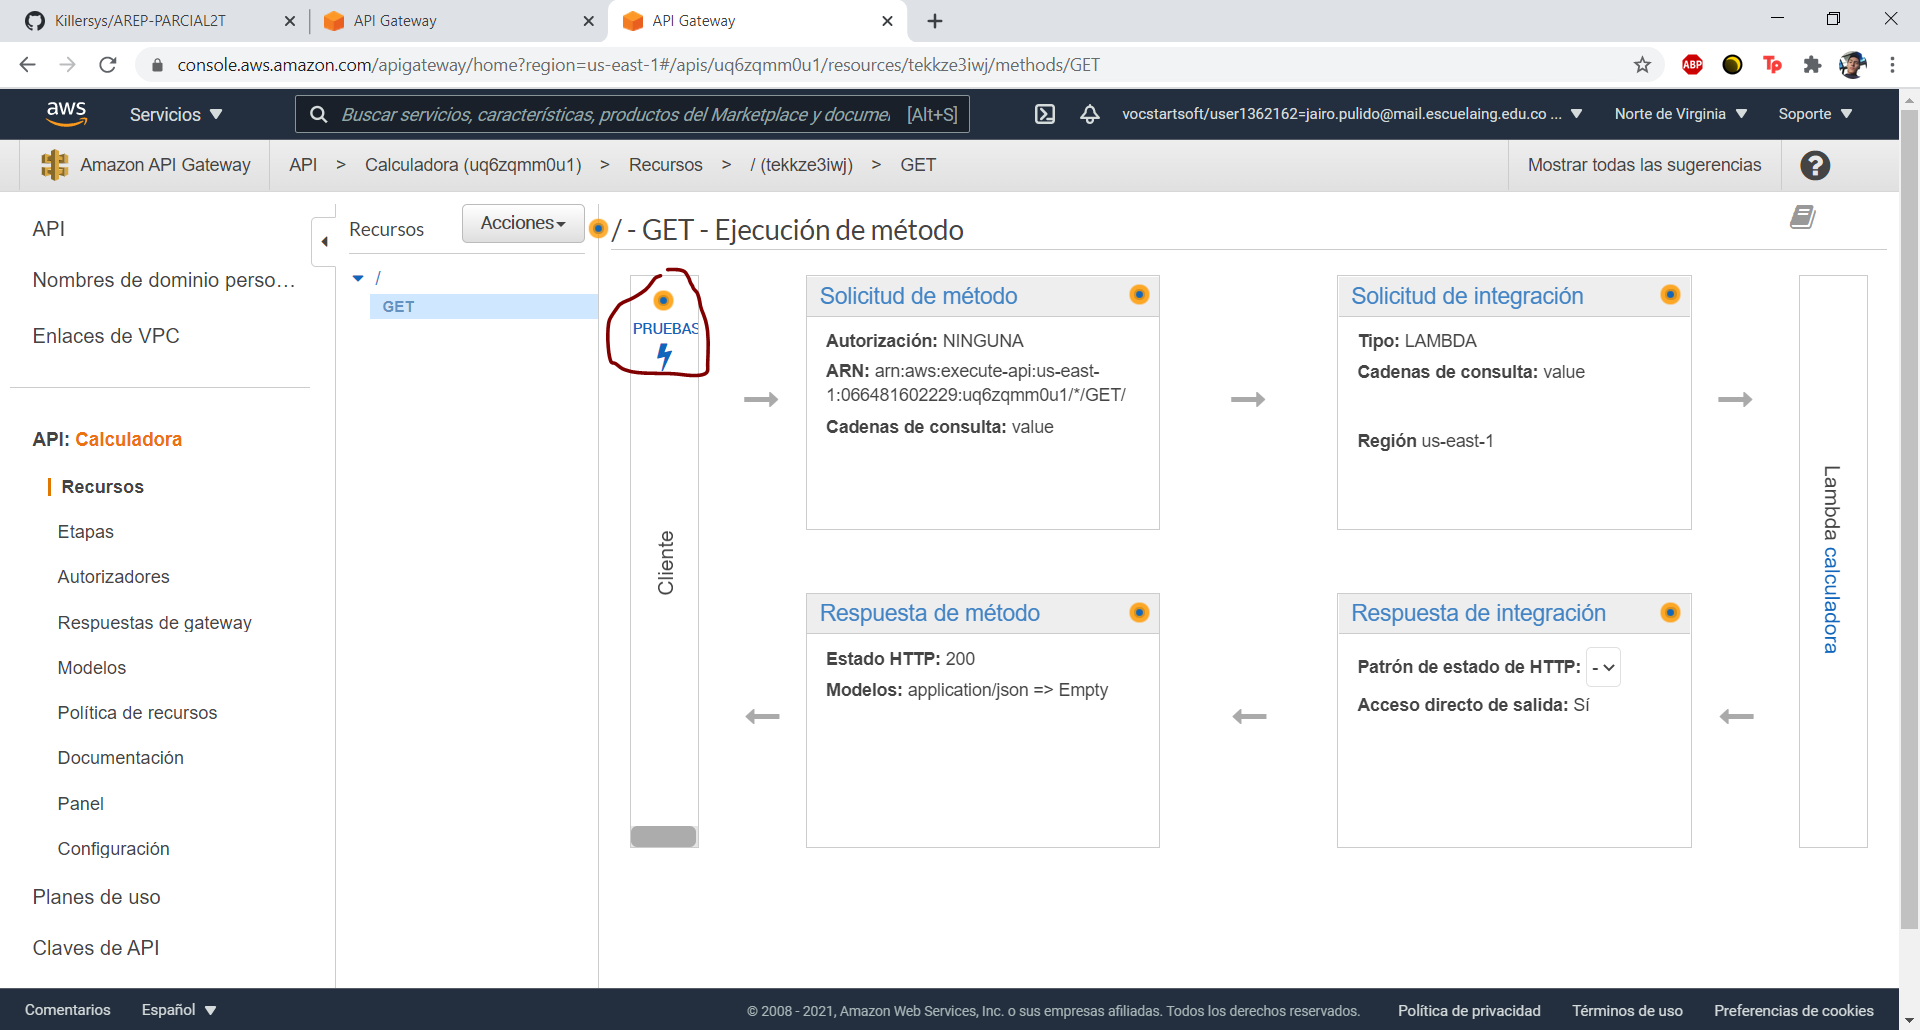 Killersys/AREP-PARCIAL2T
API Gateway
API Gateway
console.aws.amazon.com/apigateway/home?region=us-east-1#/apis/uq6zqmm0u1/resources/tekkze3iwj/methods/GET
ABP
Tp
aws
Servicios
Buscar servicios, características, productos del Marketplace y documen
[Alt+S]
vocstartsoft/user1362162=jairo.pulido@mail.escuelaing.edu.co ...
Norte de Virginia
Soporte
Amazon API Gateway
API > Calculadora (uq6zqmm0u1) > Recursos > / (tekkze3iwj) > GET
Mostrar todas las sugerencias
?
API
Nombres de dominio perso...
Enlaces de VPC
API: Calculadora
Recursos
Etapas
Autorizadores
Respuestas de gateway
Modelos
Política de recursos
Documentación
Panel
Configuración
Planes de uso
Claves de API
Recursos
Acciones
/
GET
/ - GET - Ejecución de método
PRUEBAS
Cliente
Solicitud de método
Autorización: NINGUNA
ARN: arn:aws:execute-api:us-east-
1:066481602229:uq6zqmm0u1/*/GET/
Cadenas de consulta: value
Solicitud de integración
Tipo: LAMBDA
Cadenas de consulta: value
Región us-east-1
Lambda calculadora
Respuesta de método
Estado HTTP: 200
Modelos: application/json => Empty
Respuesta de integración
Patrón de estado de HTTP: -
Acceso directo de salida: Sí
Comentarios
Español
© 2008 - 2021, Amazon Web Services, Inc. o sus empresas afiliadas. Todos los derechos reservados.
Política de privacidad
Términos de uso
Preferencias de cookies